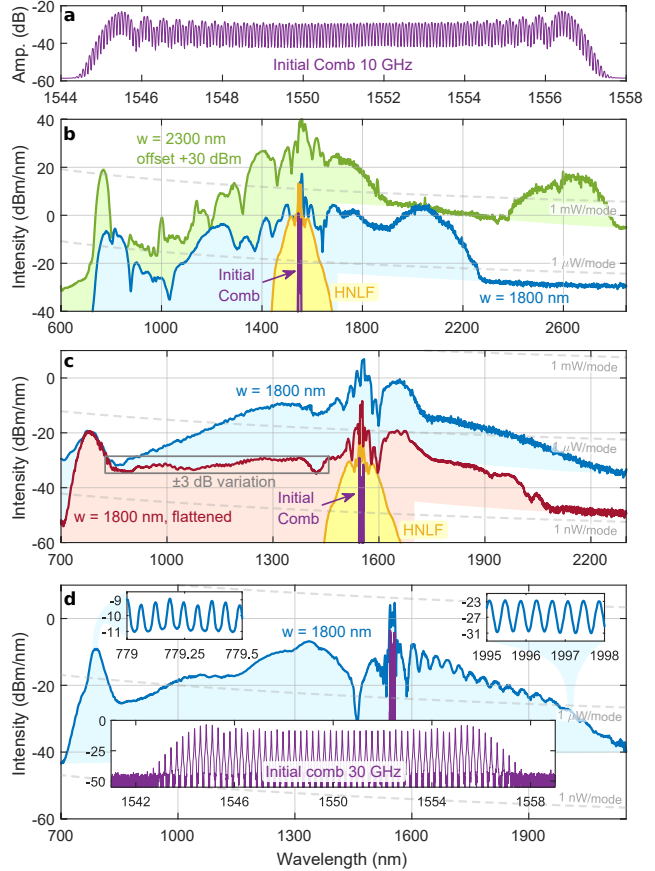 a
Amp. (dB)
-20
-40
-60
Initial Comb 10 GHz
1544 1546 1548 1550 1552 1554 1556 1558
b
Intensity (dBm/nm)
40
20
0
-20
-40
-60
w = 2300 nm
offset +30 dBm
1 mW/mode
1 µW/mode
Initial
Comb
HNLF
w = 1800 nm
600 1000 1400 1800 2200 2600
c
Intensity (dBm/nm)
0
-20
-40
-60
w = 1800 nm
1 mW/mode
1 µW/mode
±3 dB variation
Initial
Comb
w = 1800 nm, flattened
HNLF
1 nW/mode
700 1000 1300 1600 1900 2200
d
Intensity (dBm/nm)
0
-20
-40
-60
-9
-10
-11
779 779.25 779.5
w = 1800 nm
-23
-27
-31
1995 1996 1997 1998
1 µW/mode
0
-25
-50
Initial comb 30 GHz
1542 1546 1550 1554 1558
1 nW/mode
700 1000 1300 1600 1900
Wavelength (nm)